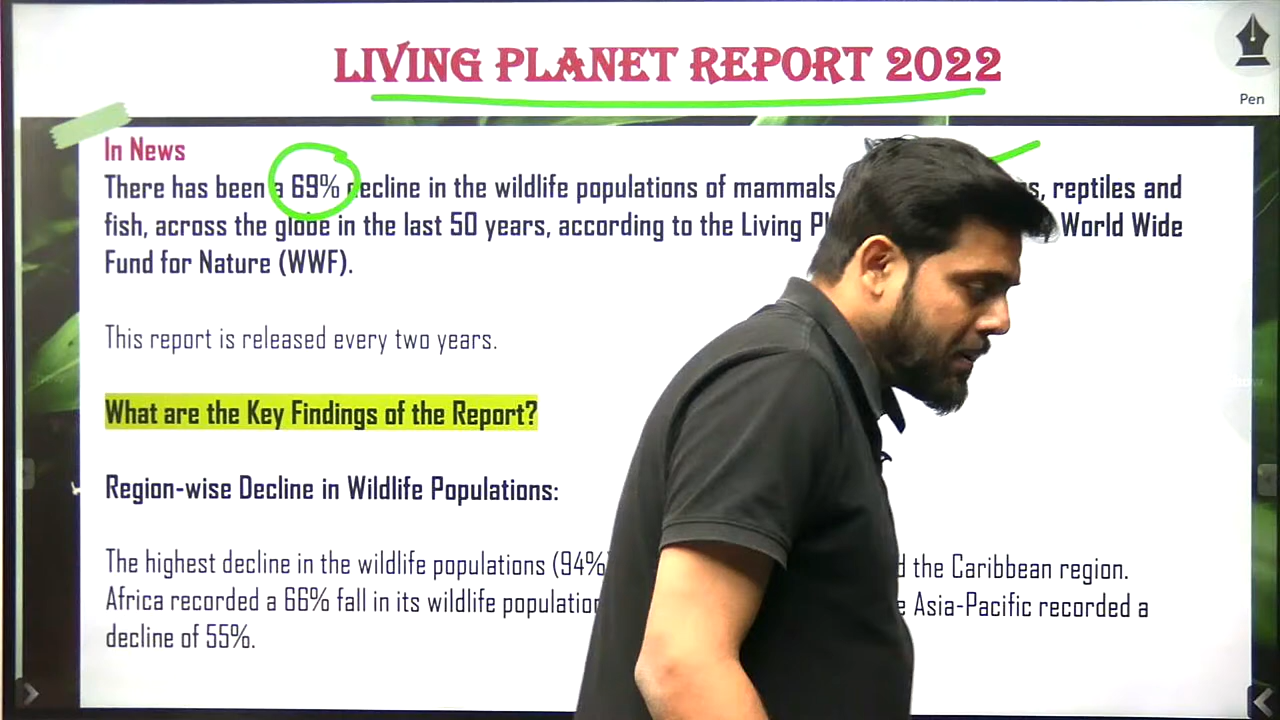 LIVING PLANET REPORT 2022
Pen
In News
There has been a 69% decline in the wildlife populations of mammals, reptiles and
fish, across the globe in the last 50 years, according to the Living World Wide
Fund for Nature (WWF).
This report is released every two years.
What are the Key Findings of the Report?
Region-wise Decline in Wildlife Populations:
The highest decline in the wildlife populations (94% the Caribbean region.
Africa recorded a 66% fall in its wildlife Asia-Pacific recorded a
decline of 55%.